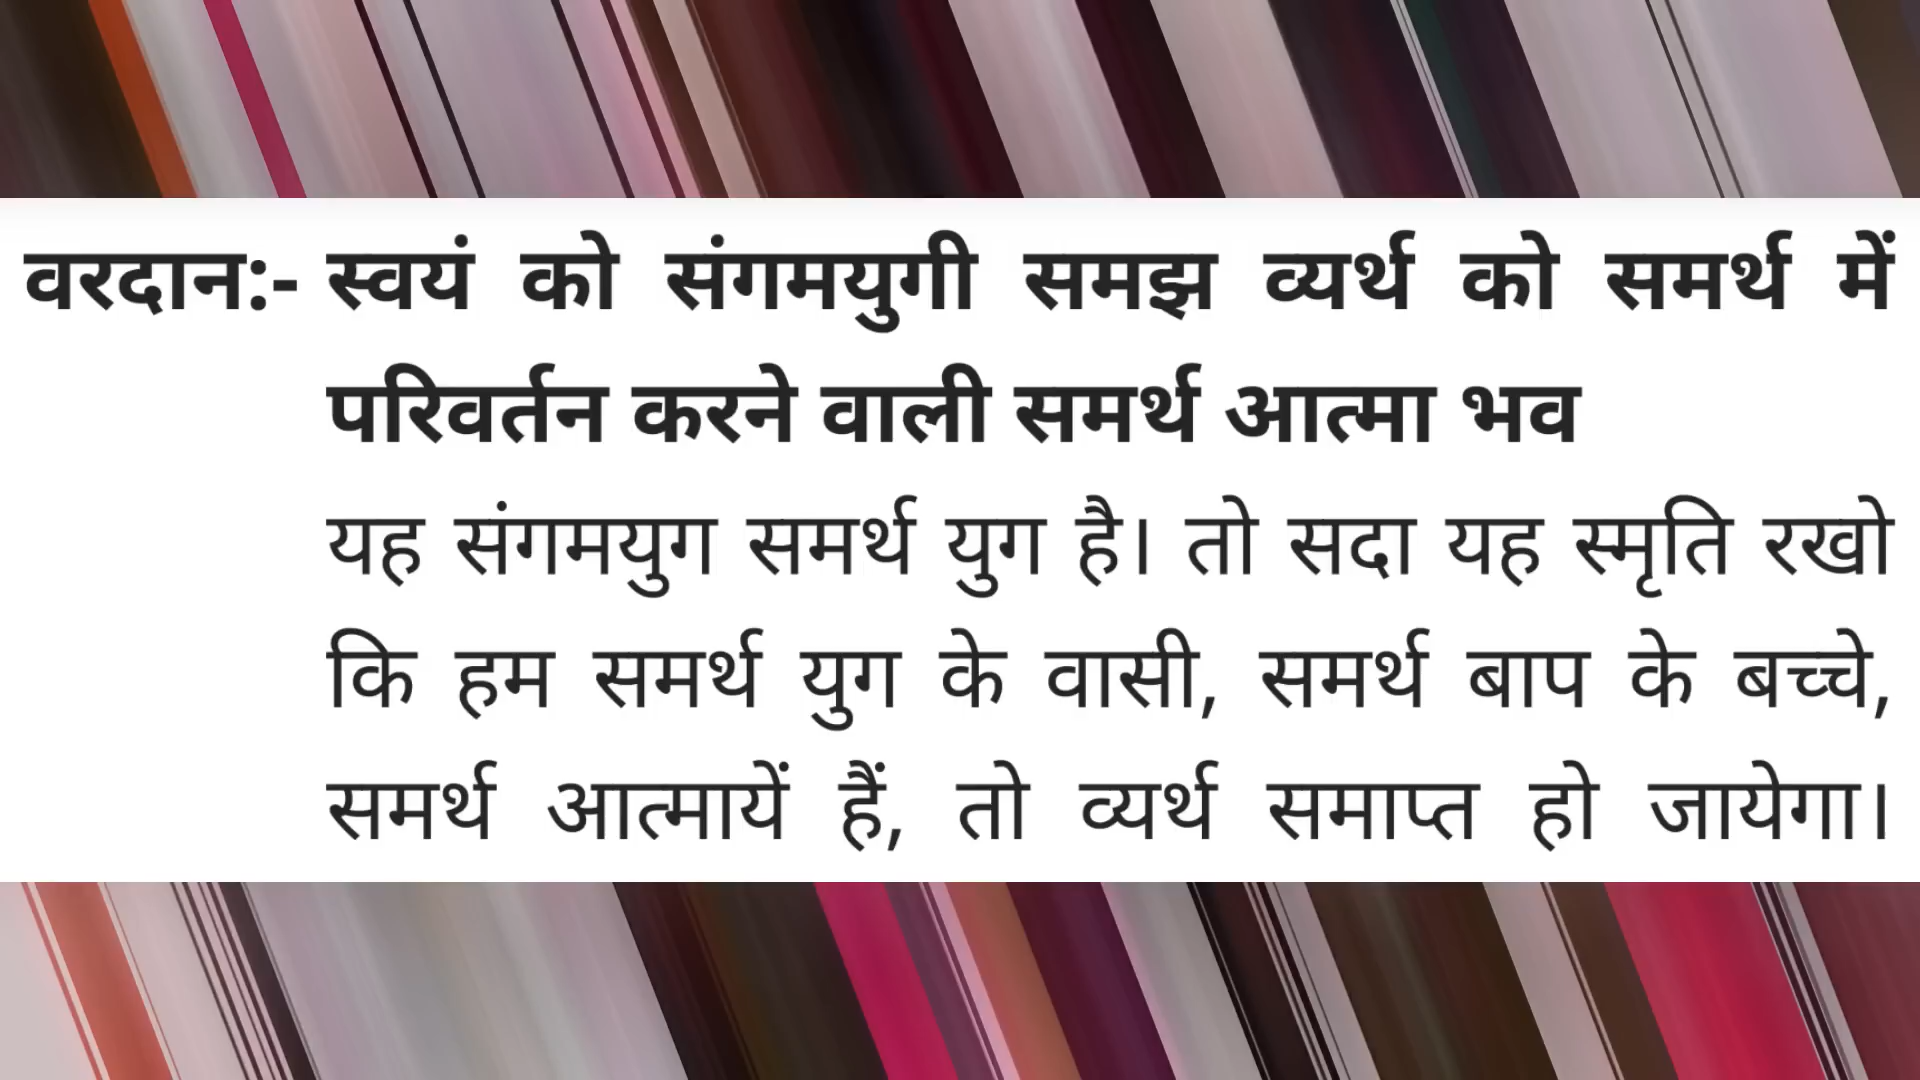 वरदान:- स्वयं को संगमयुगी समझ व्यर्थ को समर्थ में
परिवर्तन करने वाली समर्थ आत्मा भव
यह संगमयुग समर्थ युग है। तो सदा यह स्मृति रखो
कि हम समर्थ युग के वासी, समर्थ बाप के बच्चे,
समर्थ आत्मायें हैं, तो व्यर्थ समाप्त हो जायेगा।